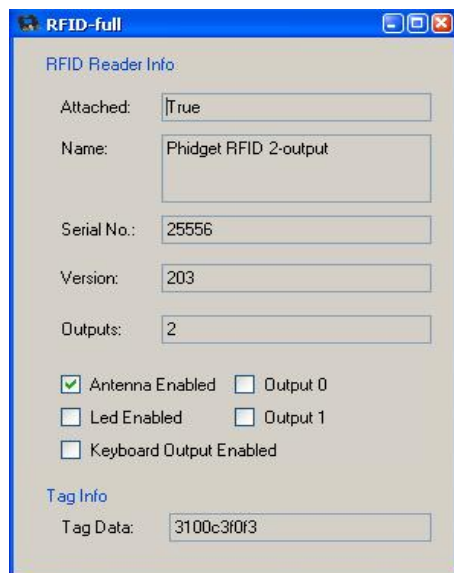 RFID-full
RFID Reader Info
Attached: True
Name: Phidget RFID 2-output
Serial No.: 25556
Version: 203
Outputs: 2
Antenna Enabled Output 0
Led Enabled Output 1
Keyboard Output Enabled
Tag Info
Tag Data: 3100c3f0f3